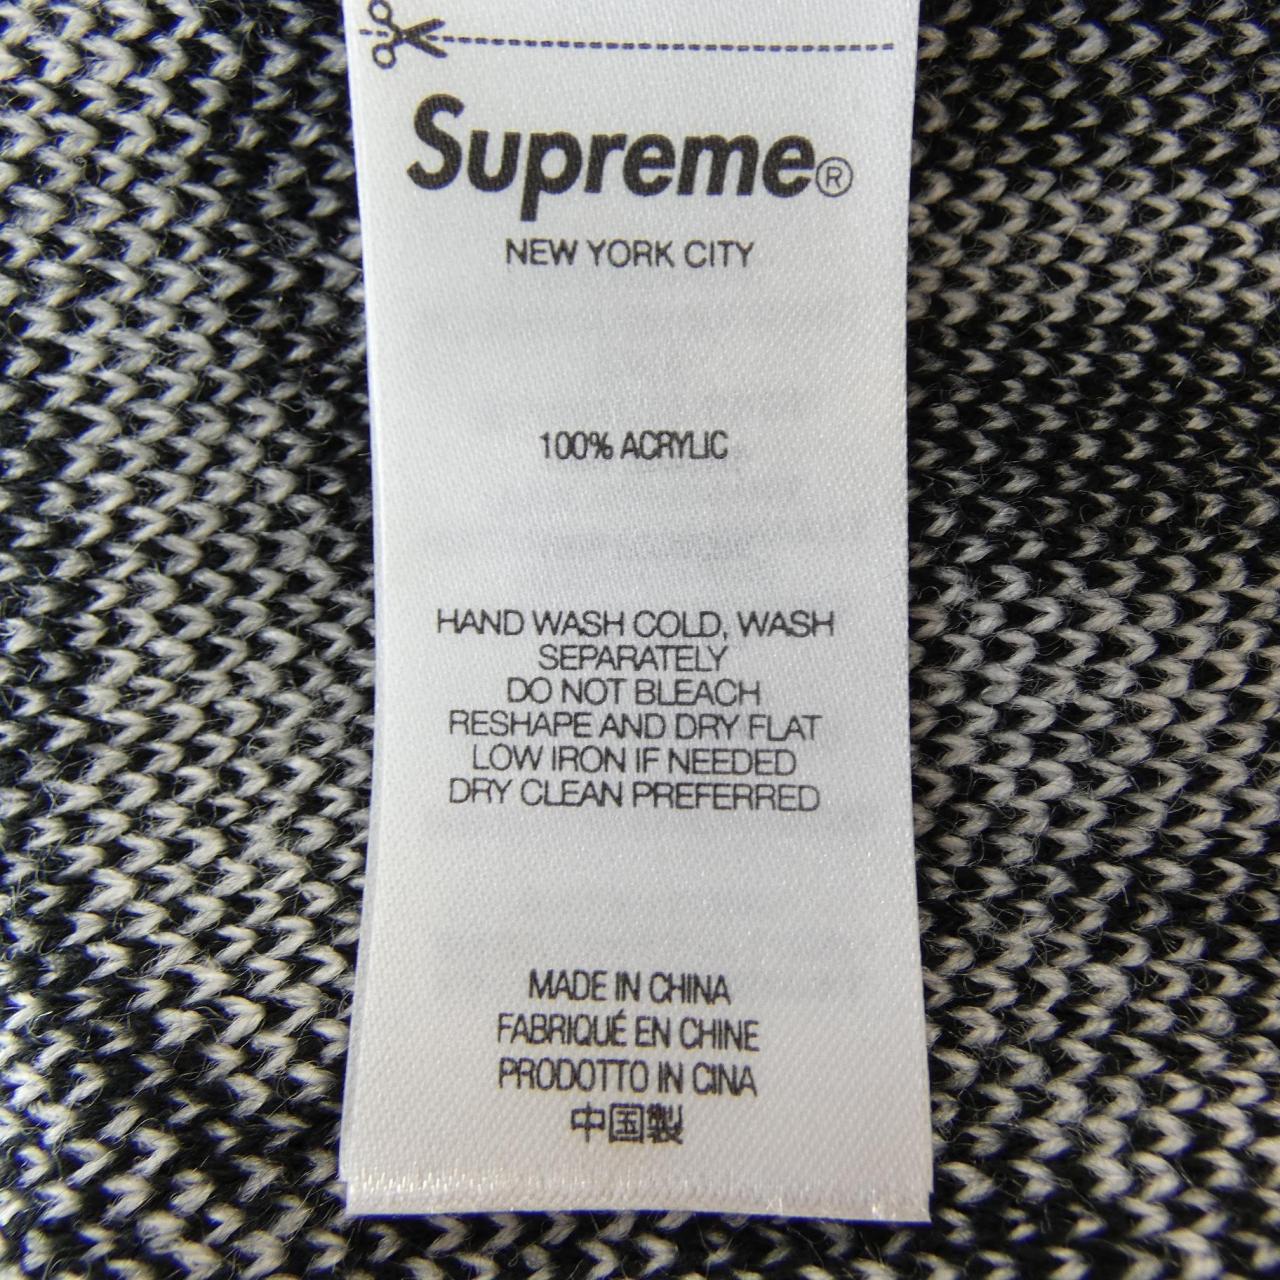 Supreme®
NEW YORK CITY
100% ACRYLIC
HAND WASH COLD, WASH
SEPARATELY
DO NOT BLEACH
RESHAPE AND DRY FLAT
LOW IRON IF NEEDED
DRY CLEAN PREFERRED
MADE IN CHINA
FABRIQUÉ EN CHINE
PRODOTTO IN CINA
中国製